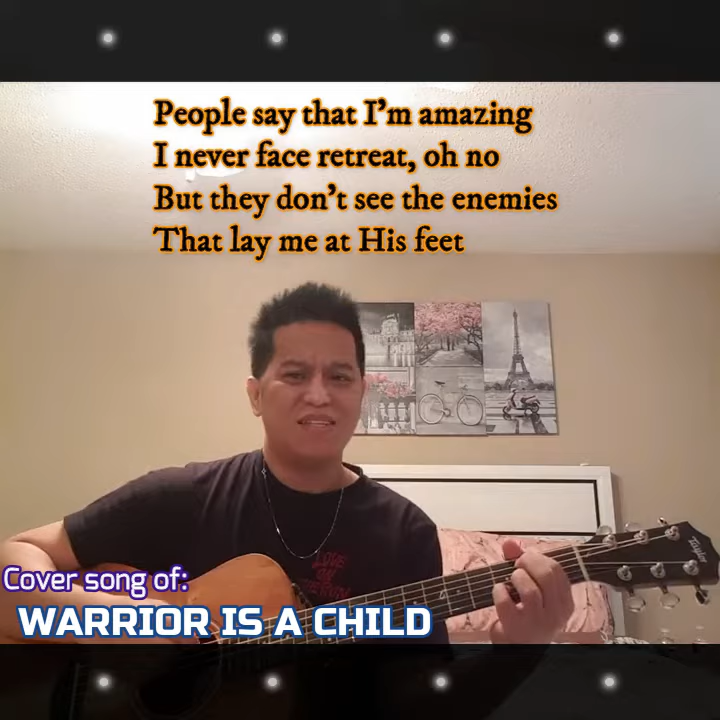 People say that I'm amazing
I never face retreat, oh no
But they don't see the enemies
That lay me at His feet
Cover song of:
WARRIOR IS A CHILD